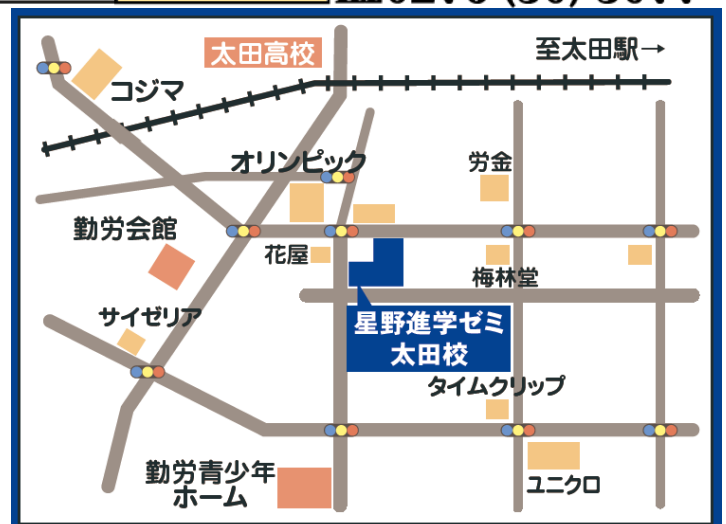 太田高校
至太田駅→
コジマ
オリンピック
労金
勤労会館
花屋
梅林堂
サイゼリア
星野進学ゼミ
太田校
タイムクリップ
勤労青少年
ホーム
ユニクロ